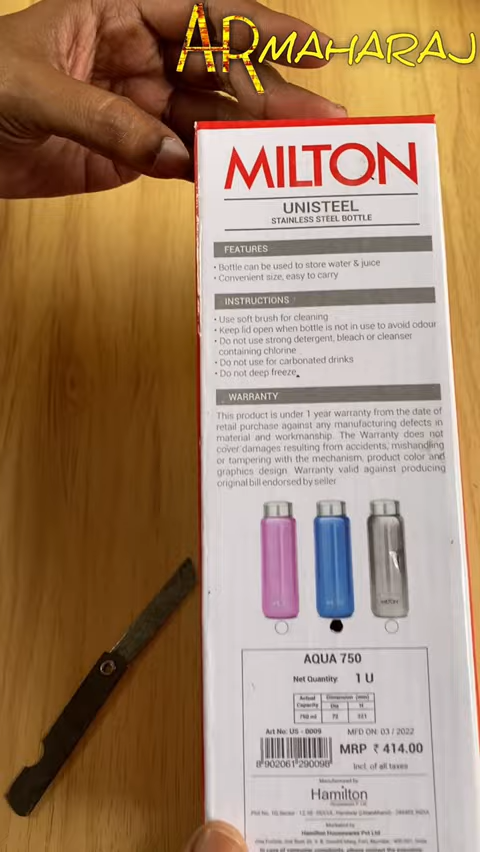 ARMAHARAJ
MILTON
UNISTEEL
STAINLESS STEEL BOTTLE
FEATURES
• Bottle can be used to store water & juice
• Convenient size, easy to carry
INSTRUCTIONS
• Use soft brush for cleaning
• Keep lid open when bottle is not in use to avoid odour
• Do not use strong detergent, bleach or cleanser
containing chlorine
• Do not use for carbonated drinks
• Do not deep freeze.
WARRANTY
This product is under 1 year warranty from the date of
retail purchase against any manufacturing defects in
material and workmanship. The Warranty does not
cover damages resulting from accidents, mishandling
or tampering with the mechanism, product color and
graphics design. Warranty valid against producing
original bill endorsed by seller
MILTON
AQUA 750
Net Quantity: 1 U
Actual Capacity Dimension (mm)
Dia H
750 ml 73 321
Art No: US - 0009 MFD ON: 03 / 2022
MRP ₹ 414.00
8 902061 290098 Incl. of all taxes
Manufactured by
Hamilton
Marketed by
Hamilton Housewares Pvt Ltd